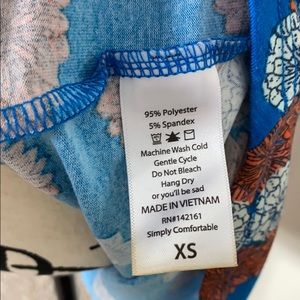 95% Polyester
5% Spandex
Machine Wash Cold
Gentle Cycle
Do Not Bleach
Hang Dry
or you'll be sad
MADE IN VIETNAM
RN#142161
Simply Comfortable
XS